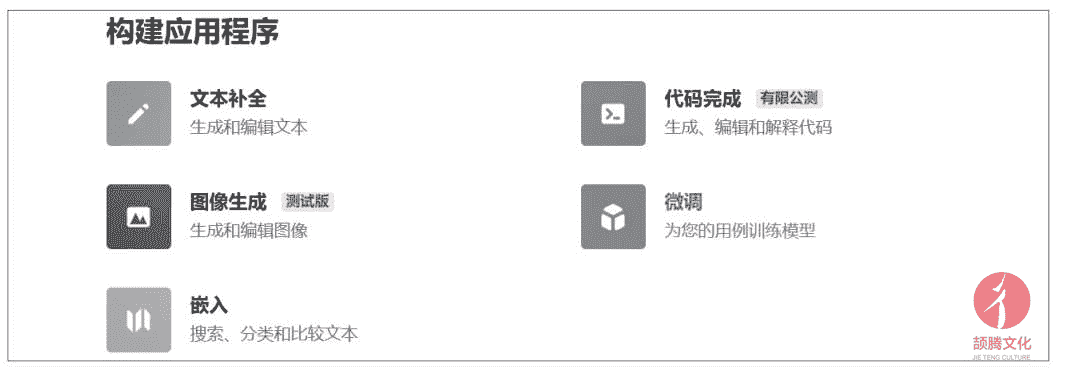 构建应用程序
文本补全
生成和编辑文本
代码完成 有限公测
生成、编辑和解释代码
图像生成 测试版
生成和编辑图像
微调
为您的用例训练模型
嵌入
搜索、分类和比较文本
颉腾文化
JIE TENG CULTURE